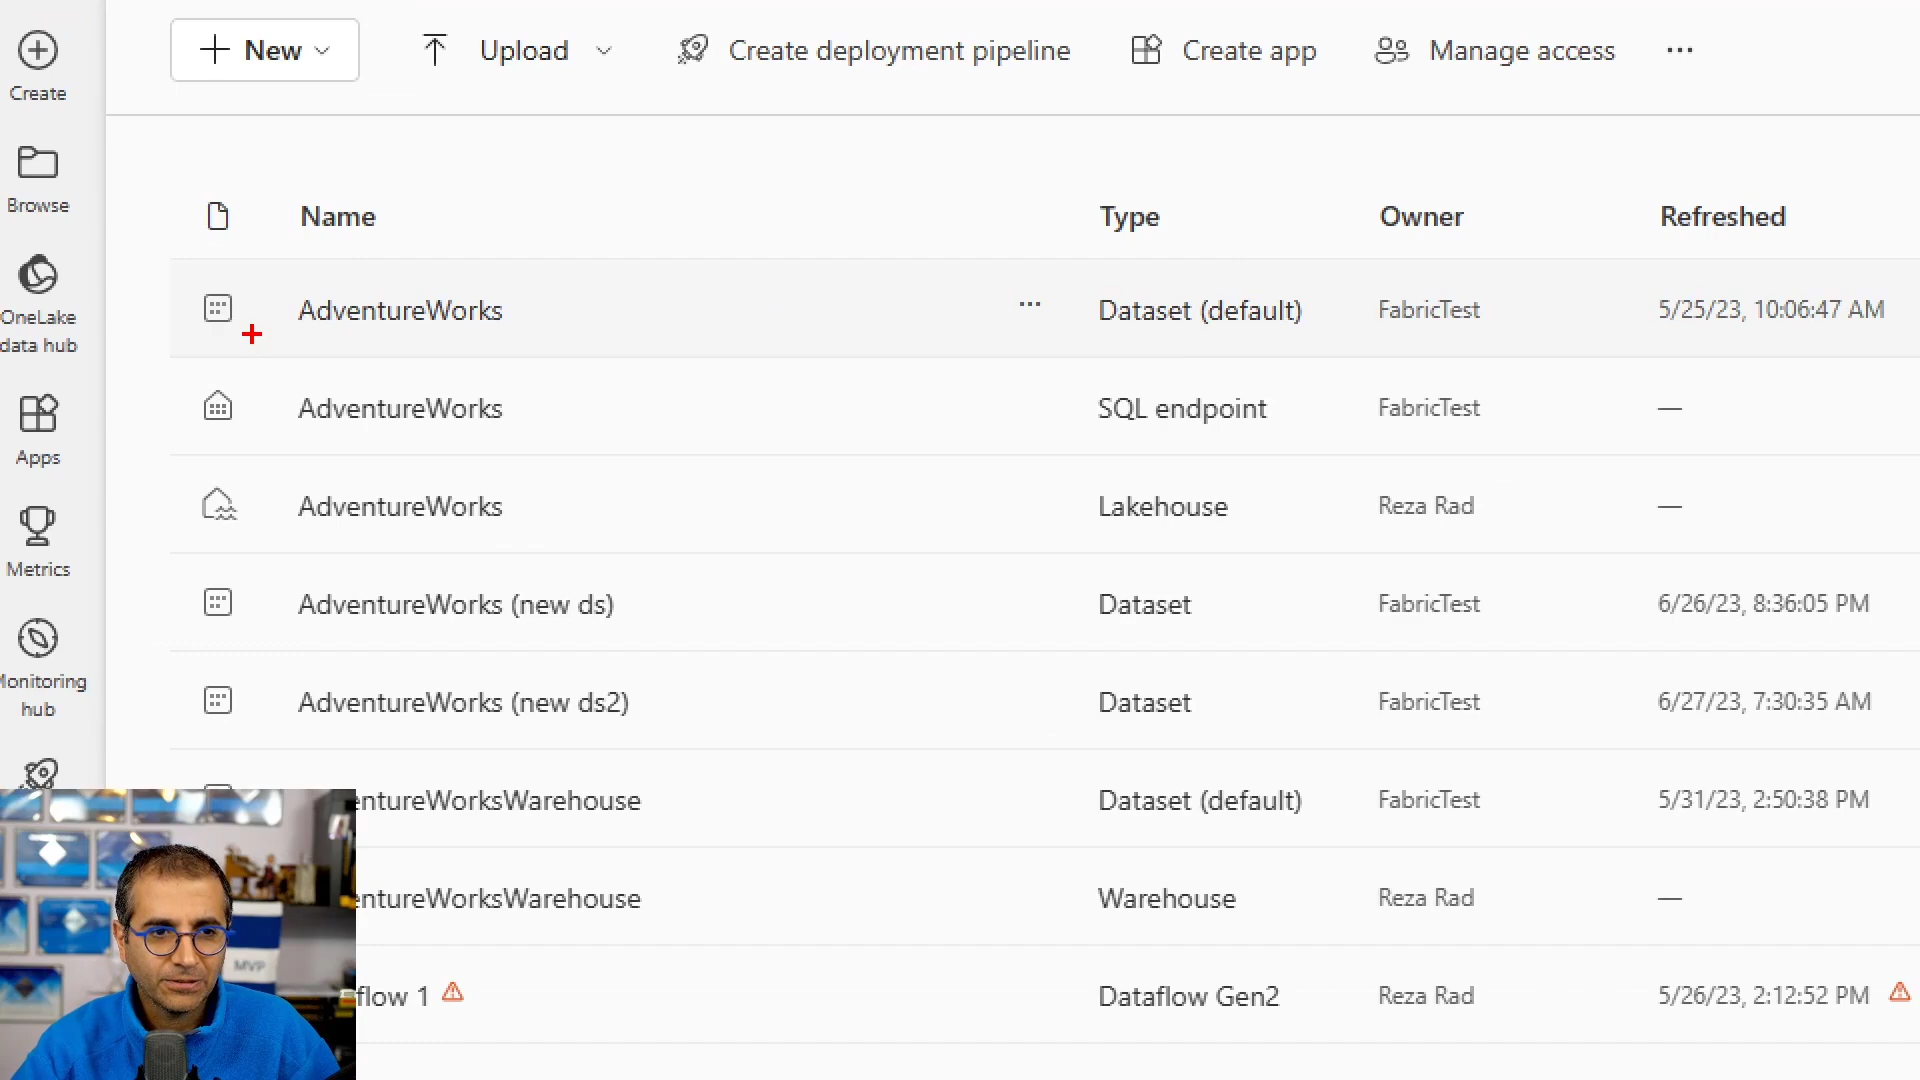 New
Upload
Create deployment pipeline
Create app
Manage access
Create
Browse
OneLake
data hub
Apps
Metrics
Monitoring
hub
Name Type Owner Refreshed
AdventureWorks Dataset (default) FabricTest 5/25/23, 10:06:47 AM
AdventureWorks SQL endpoint FabricTest —
AdventureWorks Lakehouse Reza Rad —
AdventureWorks (new ds) Dataset FabricTest 6/26/23, 8:36:05 PM
AdventureWorks (new ds2) Dataset FabricTest 6/27/23, 7:30:35 AM
entureWorksWarehouse Dataset (default) FabricTest 5/31/23, 2:50:38 PM
entureWorksWarehouse Warehouse Reza Rad —
flow 1 Dataflow Gen2 Reza Rad 5/26/23, 2:12:52 PM
MVP